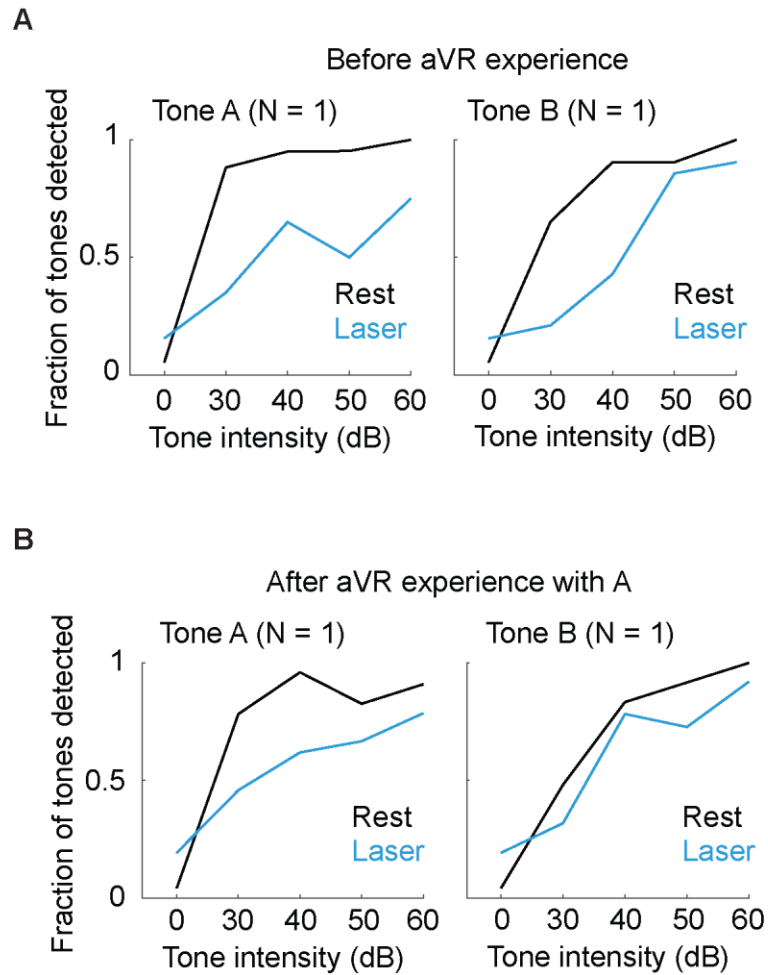 A
Before aVR experience
Tone A (N = 1)
Tone B (N = 1)
Fraction of tones detected
1
0.5
0
Rest
Laser
Rest
Laser
0 30 40 50 60
0 30 40 50 60
Tone intensity (dB)
Tone intensity (dB)
B
After aVR experience with A
Tone A (N = 1)
Tone B (N = 1)
Fraction of tones detected
1
0.5
0
Rest
Laser
Rest
Laser
0 30 40 50 60
0 30 40 50 60
Tone intensity (dB)
Tone intensity (dB)